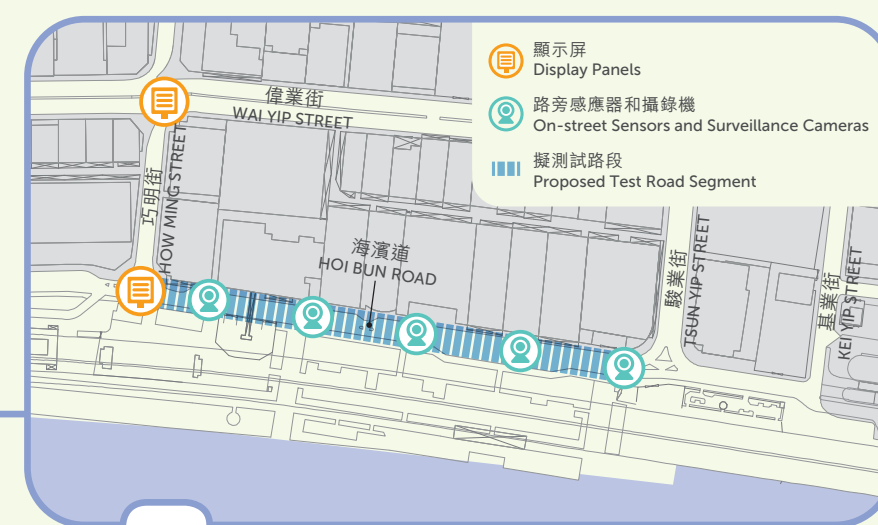 顯示屏
Display Panels
路旁感應器和攝錄機
On-street Sensors and Surveillance Cameras
擬測試路段
Proposed Test Road Segment
偉業街
WAI YIP STREET
巧明街
HOW MING STREET
海濱道
HOI BUN ROAD
駿業街
TSUN YIP STREET
基業街
KEI YIP STREET